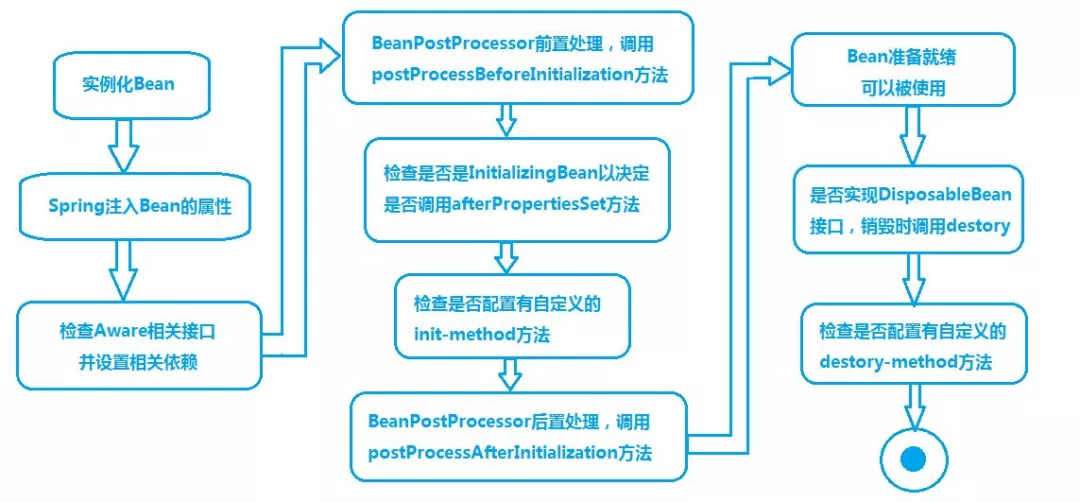 实例化Bean
Spring注入Bean的属性
检查Aware相关接口
并设置相关依赖
BeanPostProcessor前置处理，调用
postProcessBeforeInitialization方法
检查是否是InitializingBean以决定
是否调用afterPropertiesSet方法
检查是否配置有自定义的
init-method方法
BeanPostProcessor后置处理，调用
postProcessAfterInitialization方法
Bean准备就绪
可以被使用
是否实现DisposableBean
接口，销毁时调用destory
检查是否配置有自定义的
destory-method方法